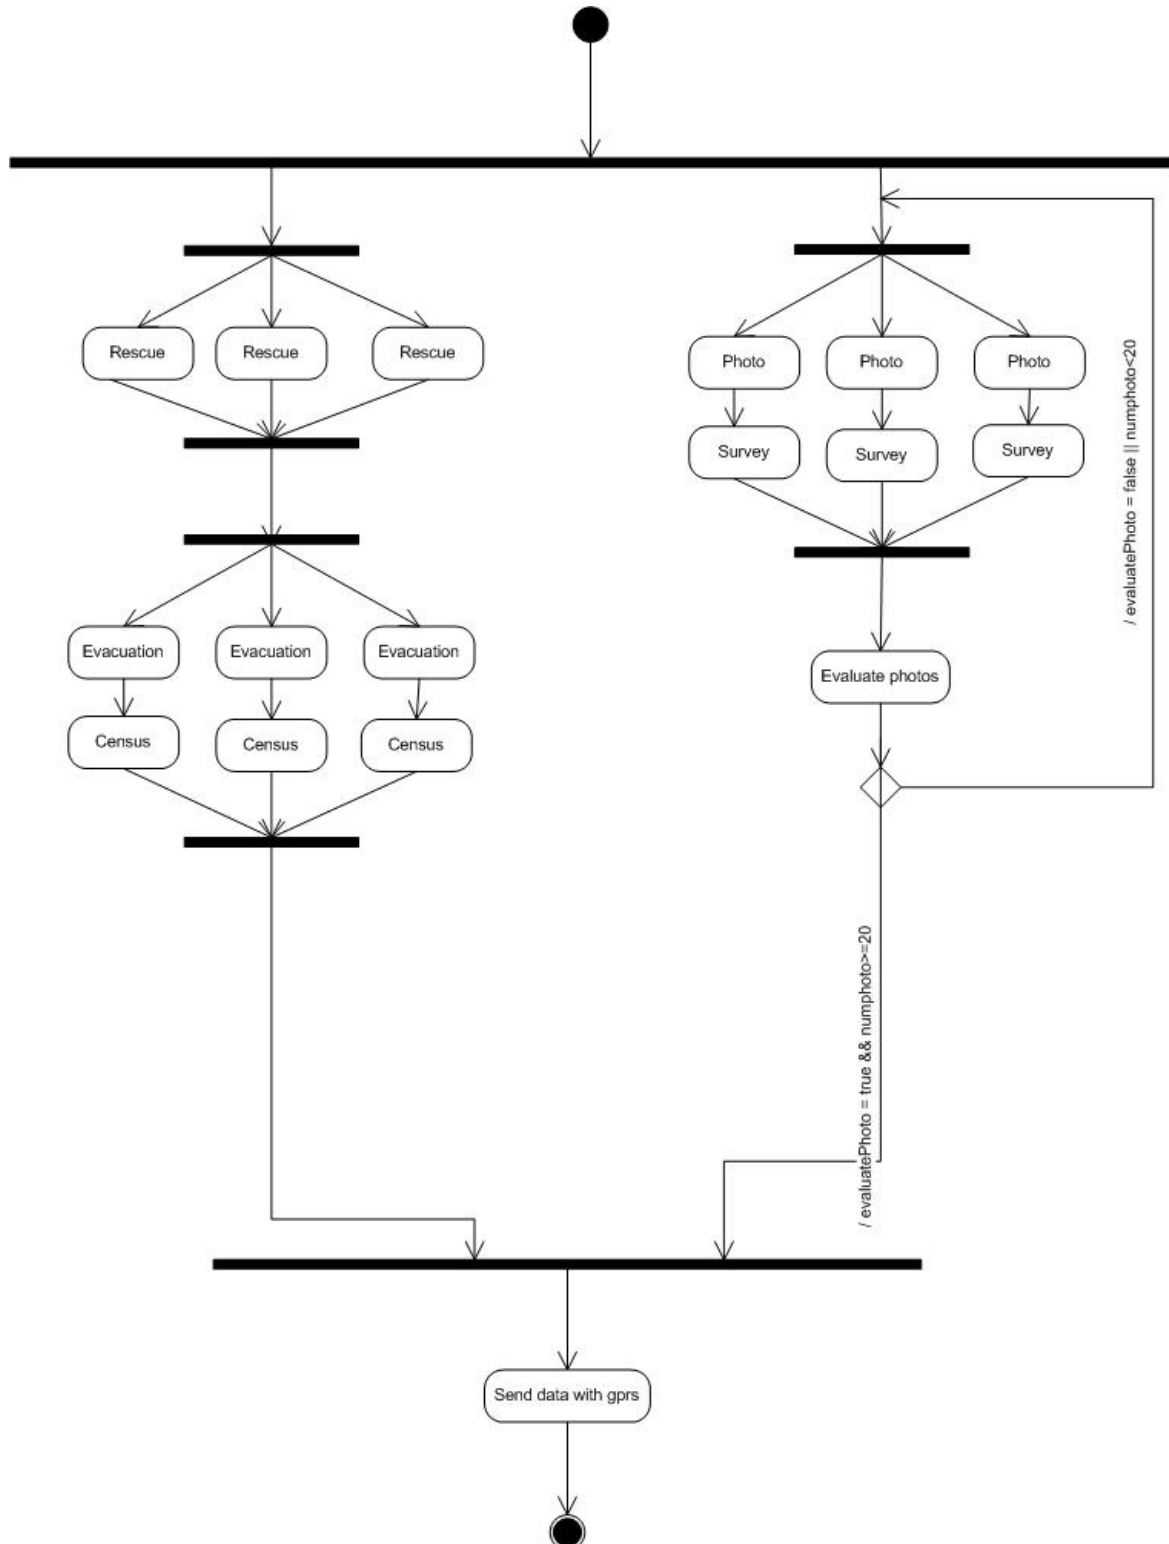 Rescue
Rescue
Rescue
Photo
Photo
Photo
Survey
Survey
Survey
/ evaluatePhoto = false || numphoto<20
Evacuation
Evacuation
Evacuation
Evaluate photos
Census
Census
Census
/ evaluatePhoto = true && numphoto>=20
Send data with gprs